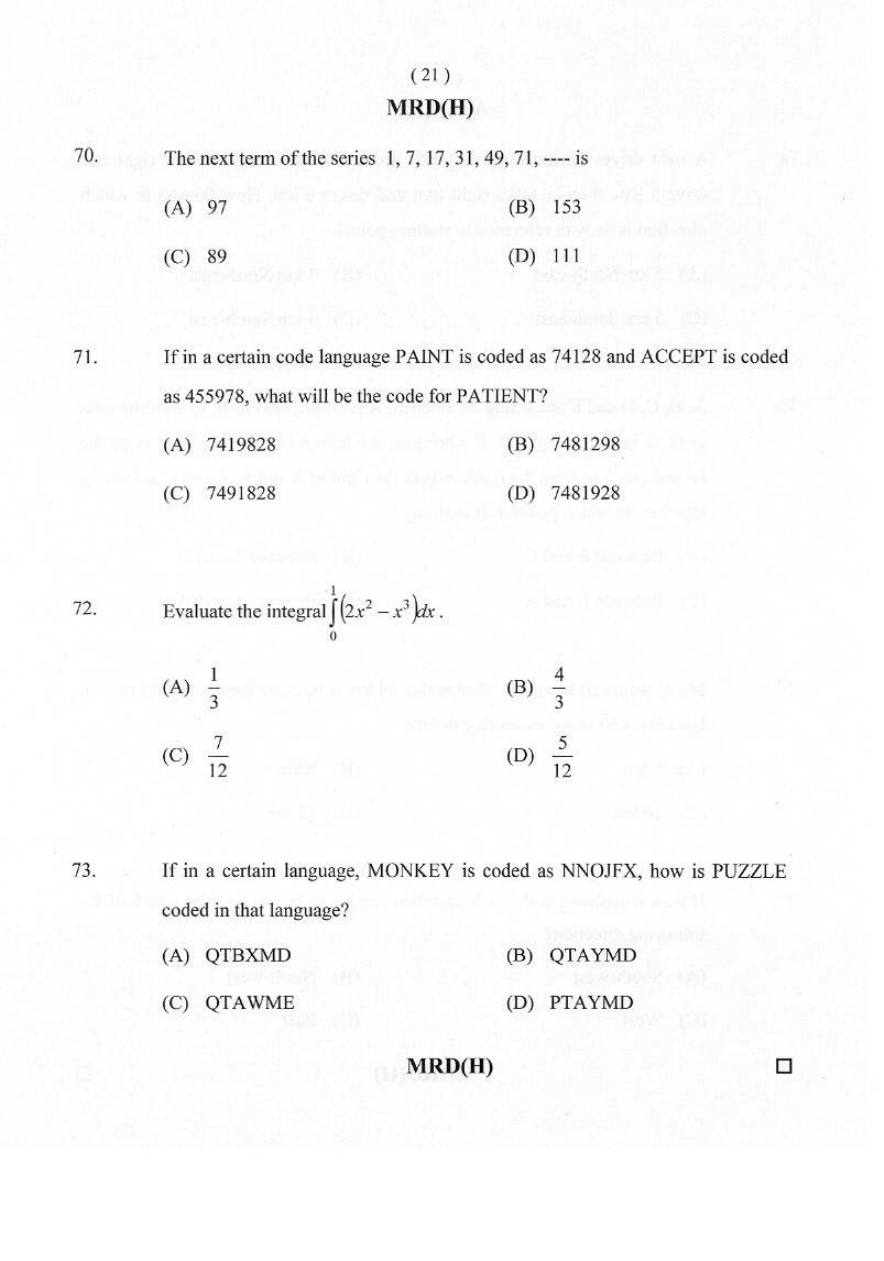 ( 21 )
MRD(H)
70. The next term of the series 1, 7, 17, 31, 49, 71, ---- is
(A) 97 (B) 153
(C) 89 (D) 111
71. If in a certain code language PAINT is coded as 74128 and ACCEPT is coded
as 455978, what will be the code for PATIENT?
(A) 7419828 (B) 7481298
(C) 7491828 (D) 7481928
72. Evaluate the integral ∫₀¹(2x² – x³)dx .
(A) 1/3 (B) 4/3
(C) 7/12 (D) 5/12
73. If in a certain language, MONKEY is coded as NNOJFX, how is PUZZLE
coded in that language?
(A) QTBXMD (B) QTAYMD
(C) QTAWME (D) PTAYMD
MRD(H)